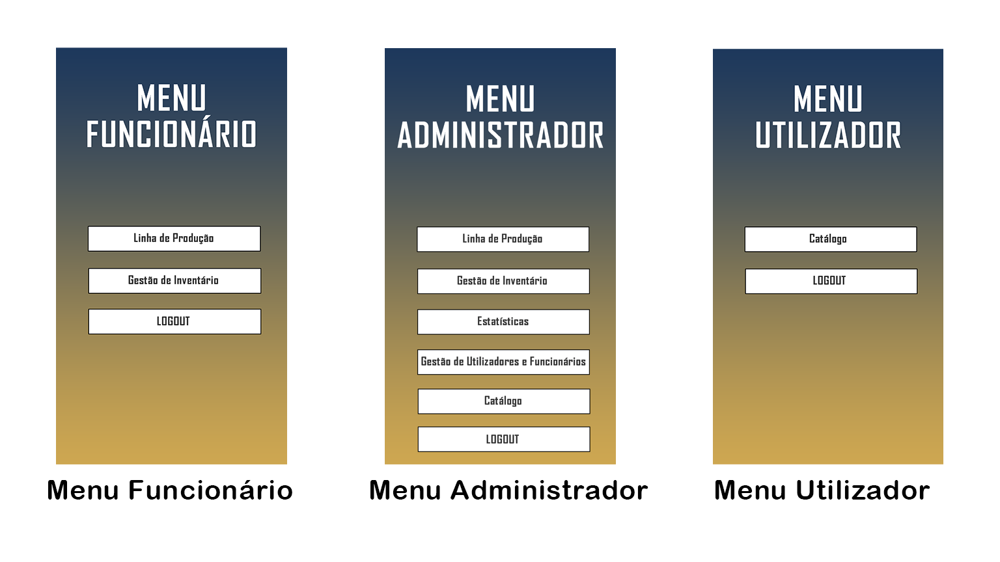 MENU
FUNCIONÁRIO
Linha de Produção
Gestão de Inventário
LOGOUT
Menu Funcionário
MENU
ADMINISTRADOR
Linha de Produção
Gestão de Inventário
Estatísticas
Gestão de Utilizadores e Funcionários
Catálogo
LOGOUT
Menu Administrador
MENU
UTILIZADOR
Catálogo
LOGOUT
Menu Utilizador